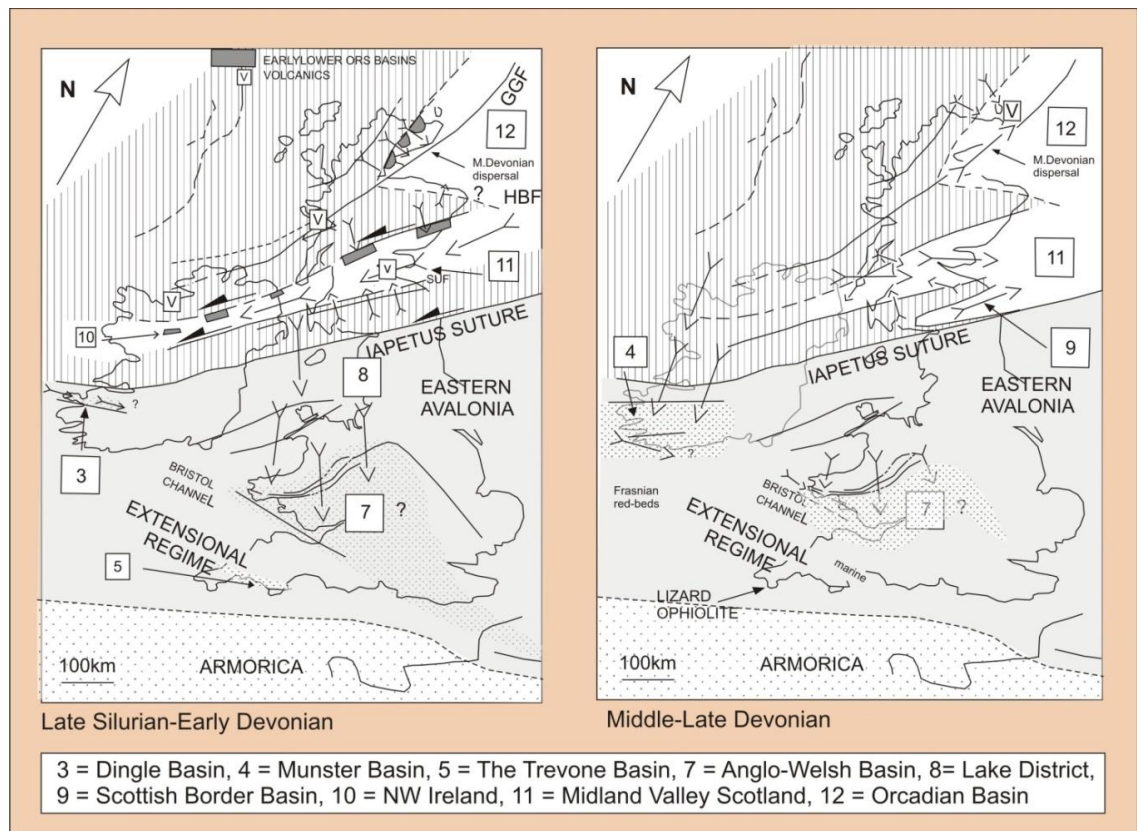 EARLYLOWER ORS BASINS
VOLCANICS
V
N
GGF
12
M.Devonian
dispersal
?
HBF
V
11
V
SUF
V
10
IAPETUS SUTURE
8
EASTERN
AVALONIA
?
3
BRISTOL
CHANNEL
7
?
EXTENSIONAL
REGIME
5
100km
ARMORICA
Late Silurian-Early Devonian
N
V
12
M.Devonian
dispersal
11
4
IAPETUS SUTURE
9
EASTERN
AVALONIA
?
Frasnian
red-beds
BRISTOL
CHANNEL
7
?
EXTENSIONAL
REGIME
marine
LIZARD
OPHIOLITE
100km
ARMORICA
Middle-Late Devonian
3 = Dingle Basin, 4 = Munster Basin, 5 = The Trevone Basin, 7 = Anglo-Welsh Basin, 8= Lake District,
9 = Scottish Border Basin, 10 = NW Ireland, 11 = Midland Valley Scotland, 12 = Orcadian Basin